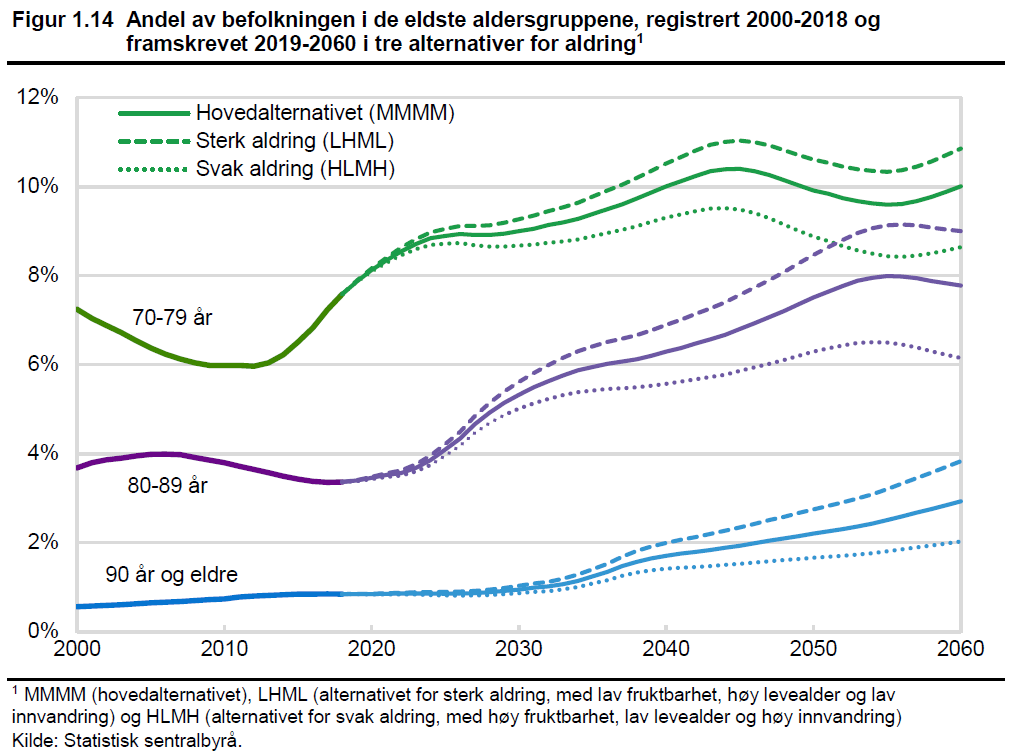 Figur 1.14 Andel av befolkningen i de eldste aldersgruppene, registrert 2000-2018 og
framskrevet 2019-2060 i tre alternativer for aldring¹
12%
Hovedalternativet (MMMM)
Sterk aldring (LHML)
Svak aldring (HLMH)
10%
8%
70-79 år
6%
4%
80-89 år
2%
90 år og eldre
0%
2000 2010 2020 2030 2040 2050 2060
¹ MMMM (hovedalternativet), LHML (alternativet for sterk aldring, med lav fruktbarhet, høy levealder og lav
innvandring) og HLMH (alternativet for svak aldring, med høy fruktbarhet, lav levealder og høy innvandring)
Kilde: Statistisk sentralbyrå.